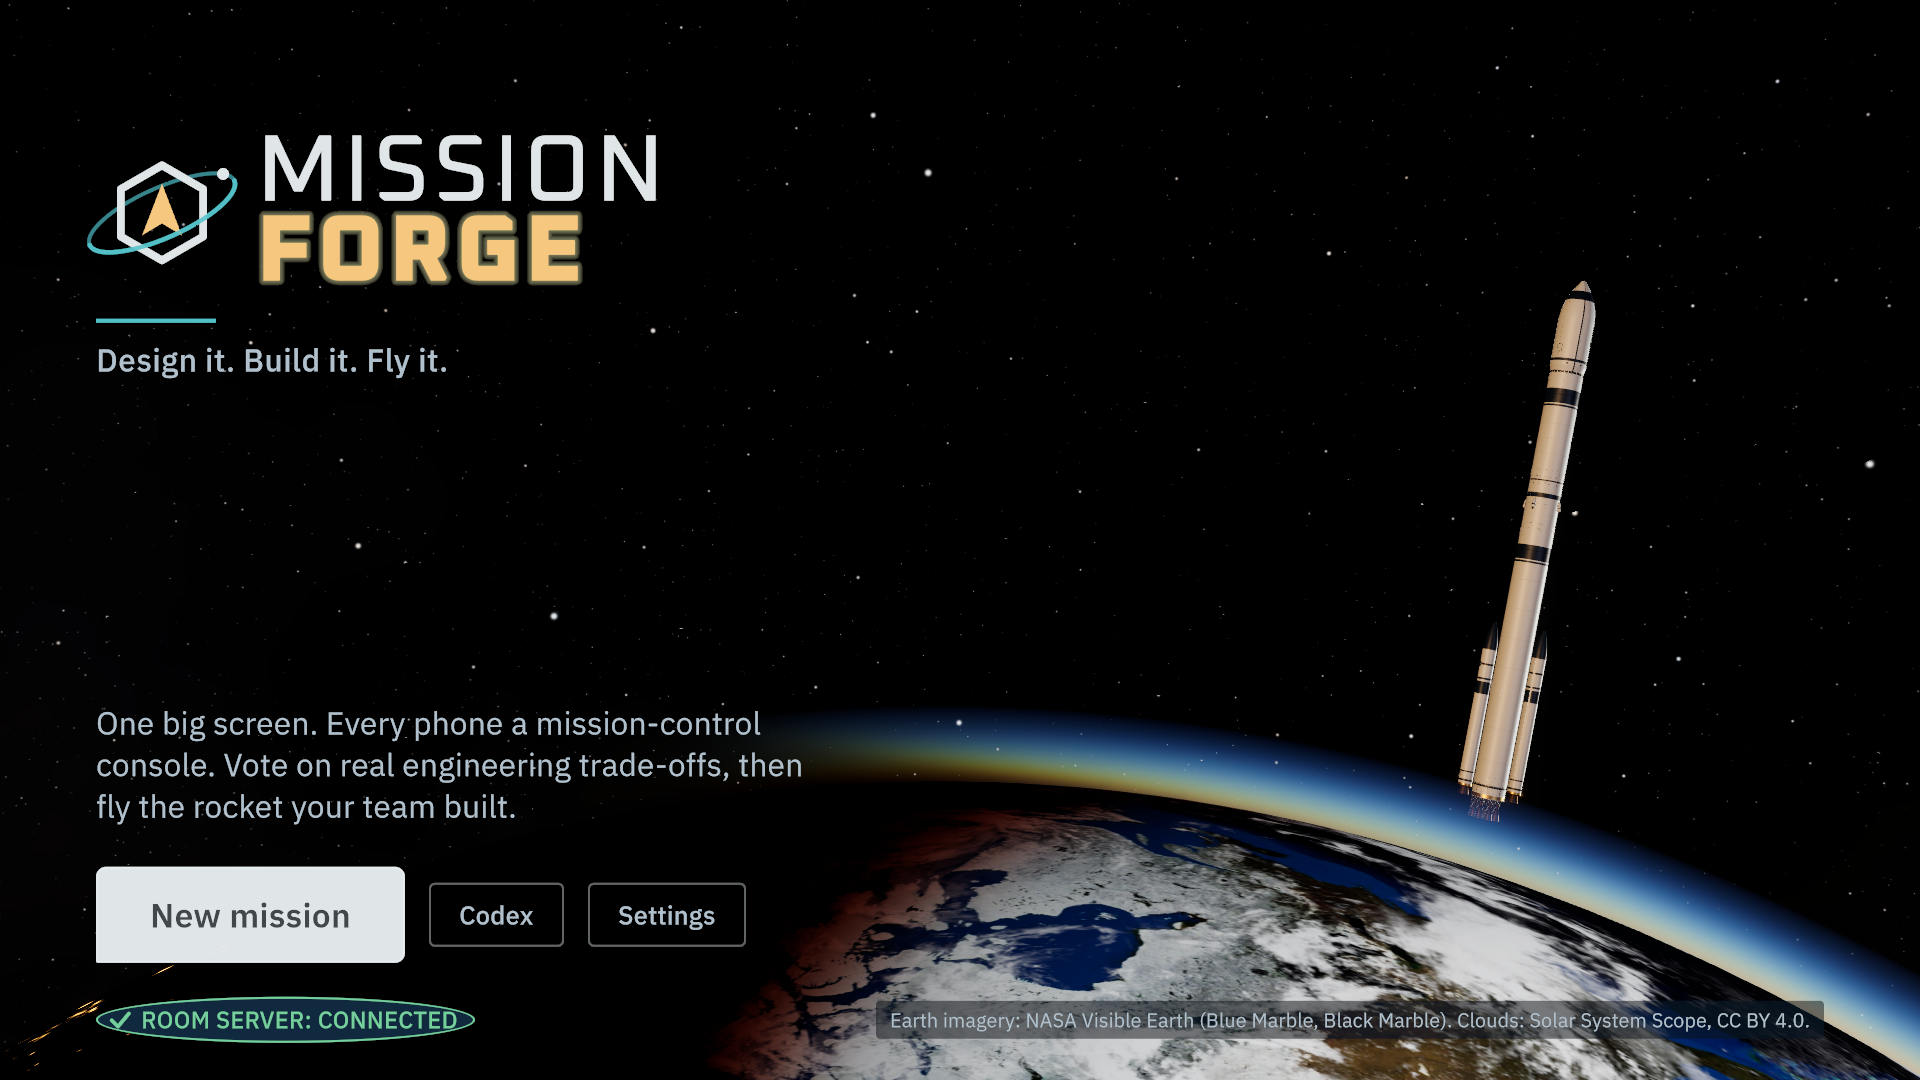 MISSION
FORGE
Design it. Build it. Fly it.
One big screen. Every phone a mission-control
console. Vote on real engineering trade-offs, then
fly the rocket your team built.
New mission
Codex
Settings
ROOM SERVER: CONNECTED
Earth imagery: NASA Visible Earth (Blue Marble, Black Marble). Clouds: Solar System Scope, CC BY 4.0.